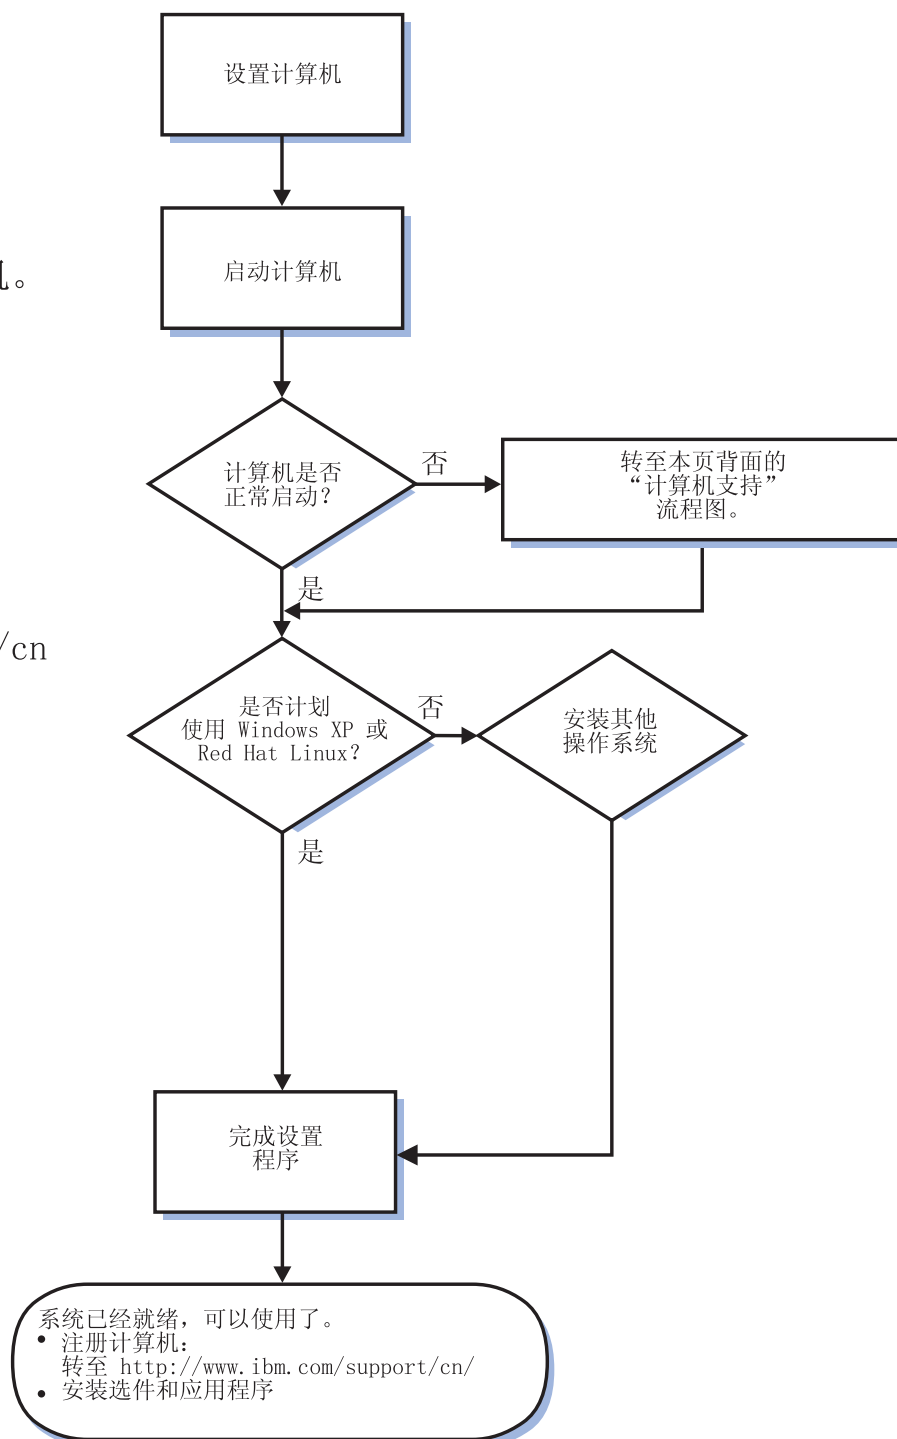 设置计算机
启动计算机
机。
计算机是否
正常启动？
否
转至本页背面的
“计算机支持”
流程图。
是
/cn
是否计划
使用 Windows XP 或
Red Hat Linux？
否
安装其他
操作系统
是
完成设置
程序
系统已经就绪，可以使用了。
• 注册计算机：
转至 http://www.ibm.com/support/cn/
• 安装选件和应用程序